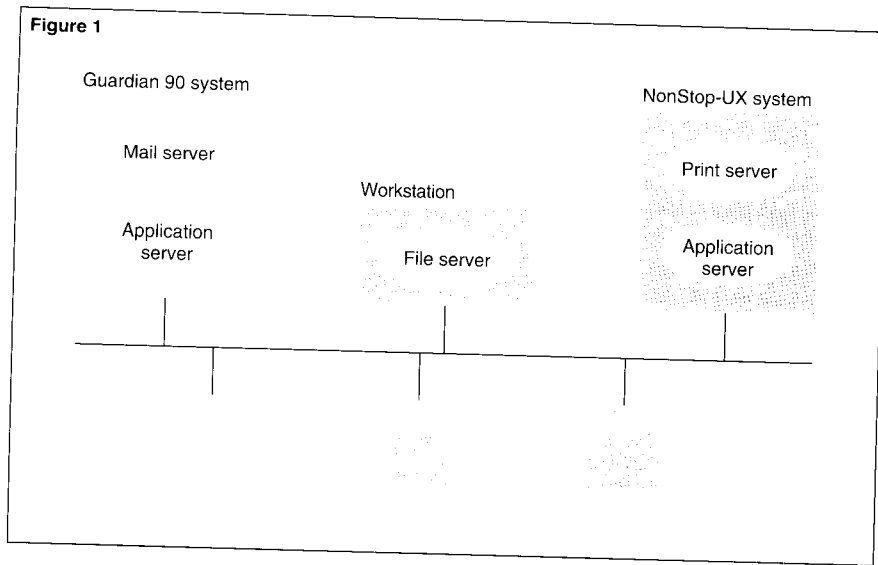 Figure 1
Guardian 90 system
Mail server
Application
server
Workstation
File server
NonStop-UX system
Print server
Application
server